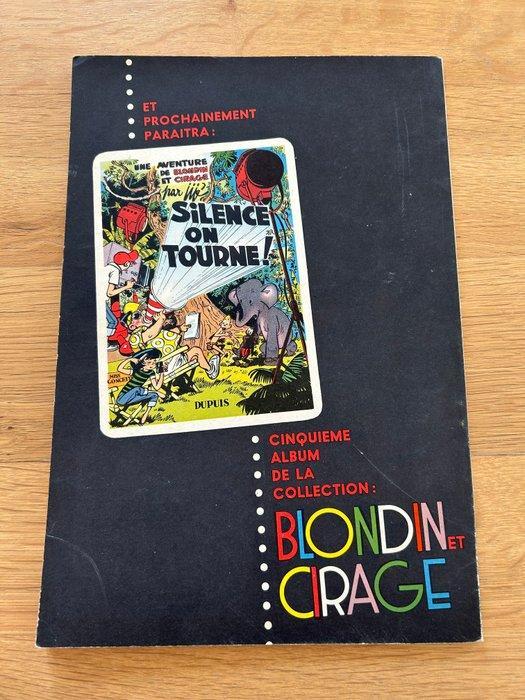 ET
PROCHAINEMENT
PARAITRA:
UNE AVENTURE
DE BLONDIN
ET CIRAGE
par Jijé
SILENCE
ON
TOURNE!
DUPUIS
CINQUIEME
ALBUM
DE LA
COLLECTION:
BLONDIN ET
CIRAGE